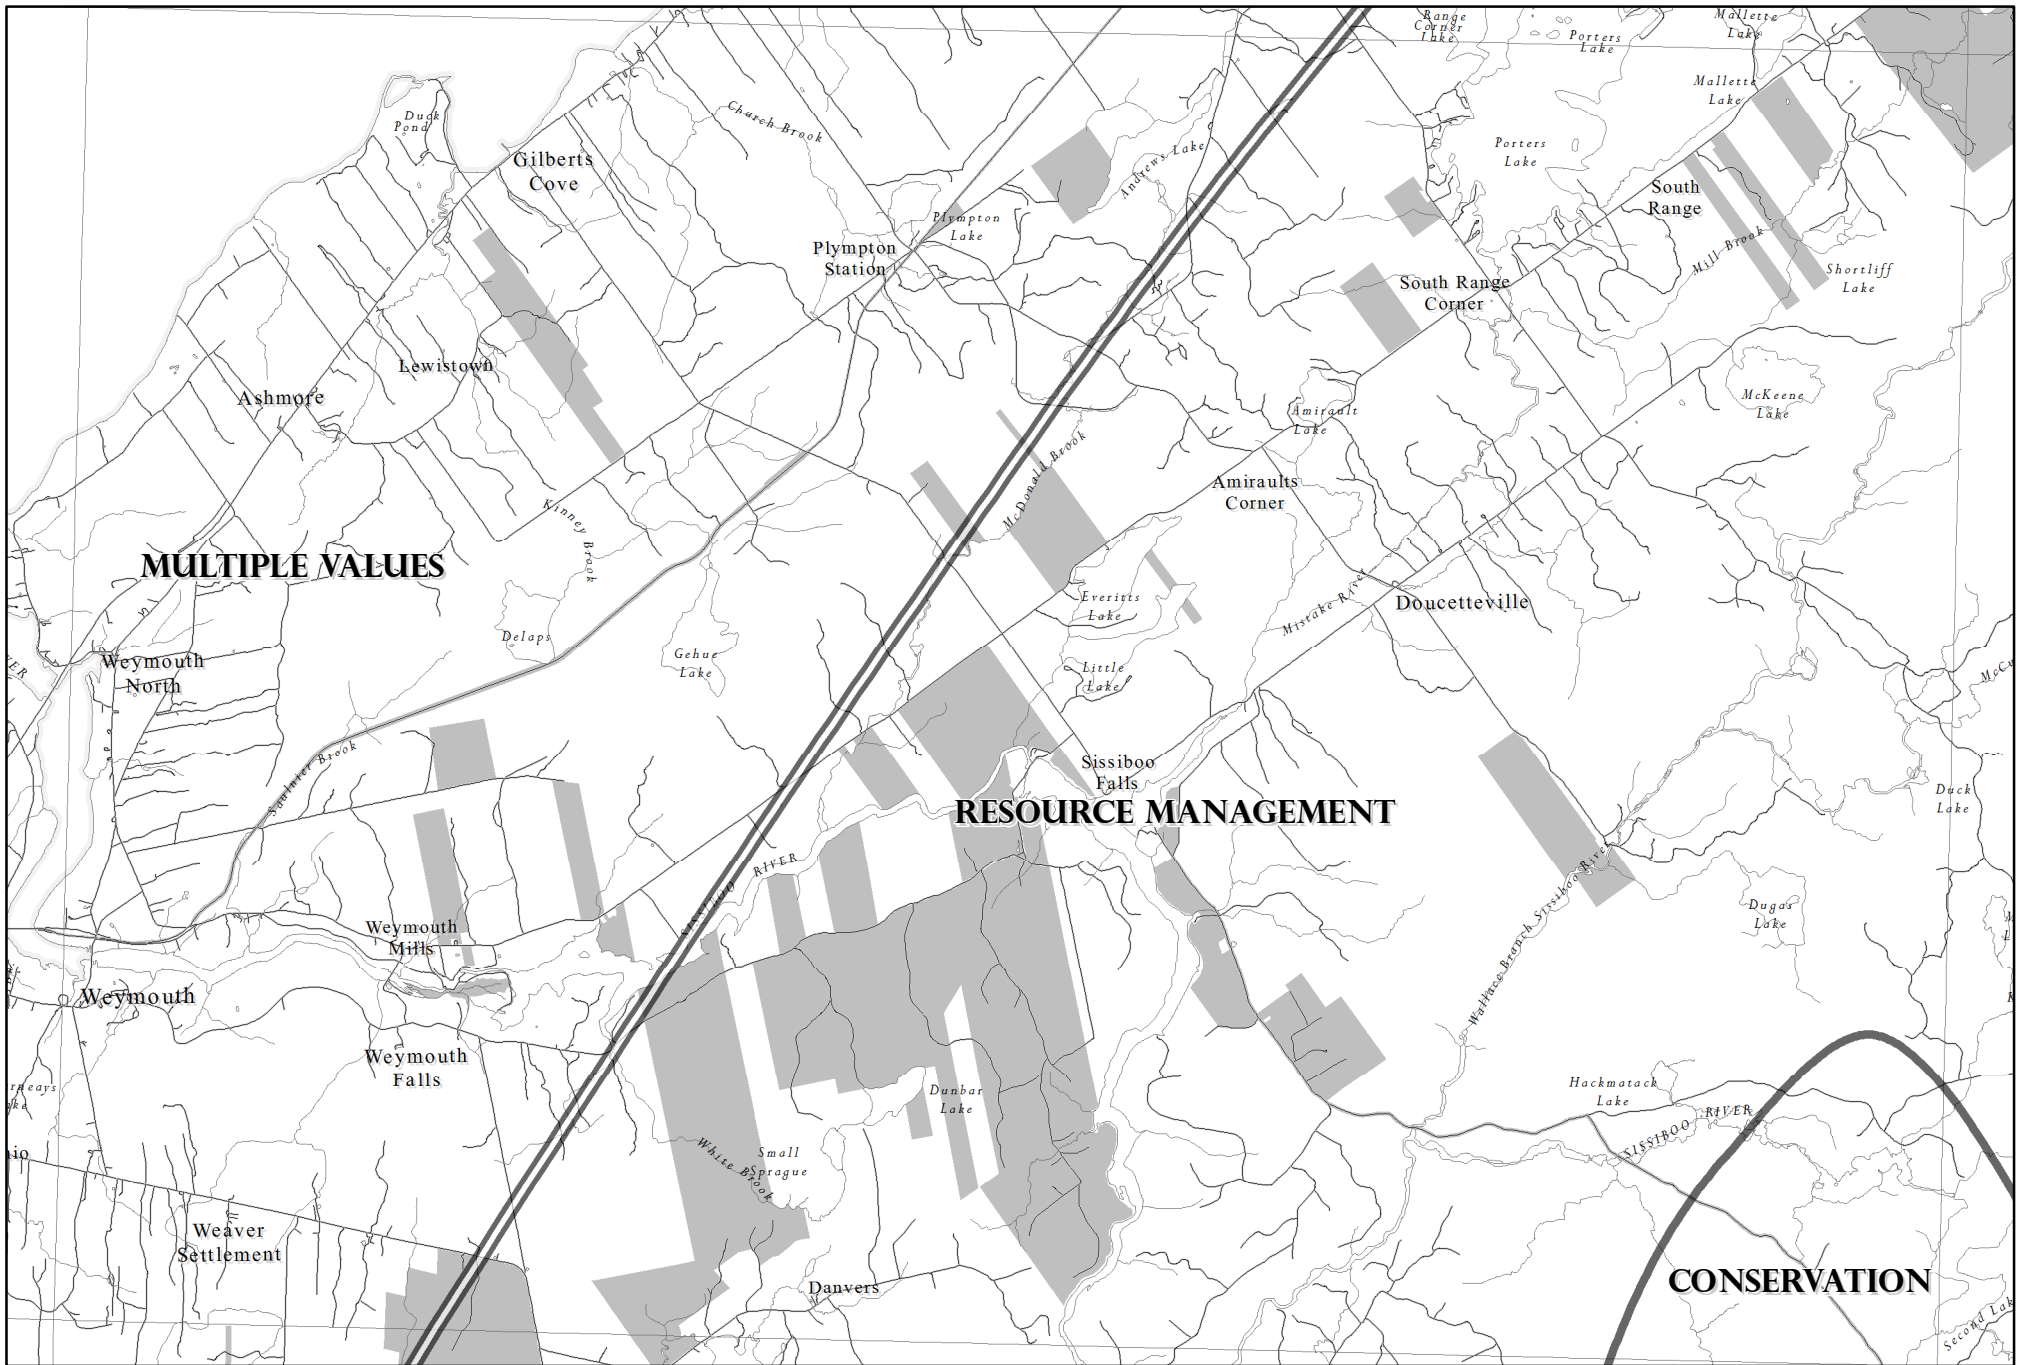 Range
Corner
Lake
Porters
Lake
Mallette
Lake
Mallette
Lake
Duck
Pond
Church Brook
Gilberts
Cove
Andrews Lake
Porters
Lake
South
Range
Plympton
Lake
Plympton
Station
Mill Brook
Shortliff
Lake
South Range
Corner
Lewistown
Ashmore
McKeene
Lake
Amirault
Lake
McDonald Brook
Amiraults
Corner
Kinney Brook
MULTIPLE VALUES
Everitts
Lake
Mistake River
Doucetteville
Delaps
Gehue
Lake
Little
Lake
Weymouth
North
Saulnier Brook
Sissiboo
Falls
RESOURCE MANAGEMENT
Duck
Lake
SISSIBOO RIVER
Wallace Branch Sissiboo River
Dugas
Lake
Weymouth
Mills
Weymouth
Weymouth
Falls
Dunbar
Lake
Hackmatack
Lake
SISSIBOO RIVER
White Brook
Small
Sprague
Weaver
Settlement
Danvers
CONSERVATION
Second Lak